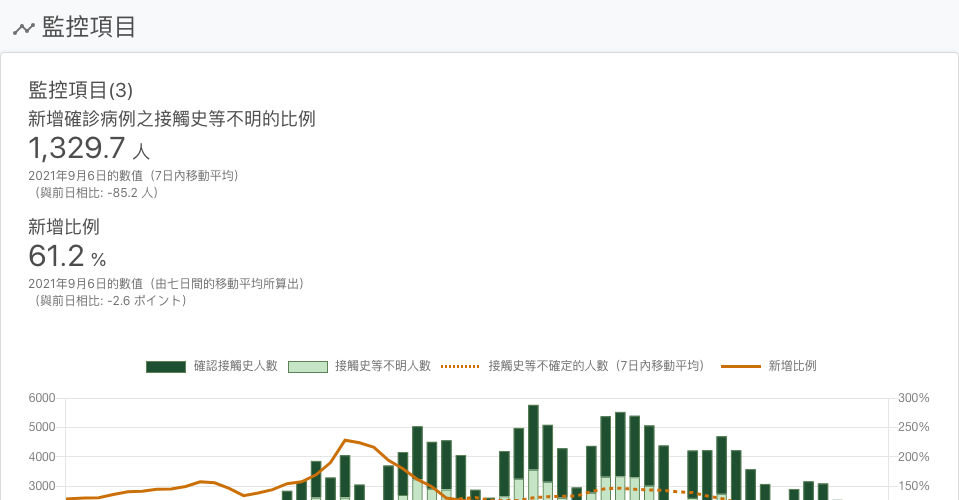 監控項目
監控項目(3)
新增確診病例之接觸史等不明的比例
1,329.7 人
2021年9月6日的數值（7日內移動平均）
（與前日相比: -85.2 人）
新增比例
61.2 %
2021年9月6日的數值（由七日間的移動平均所算出）
（與前日相比: -2.6 ポイント）
確認接觸史人數 接觸史等不明人數 接觸史等不確定的人數（7日內移動平均） 新增比例
6000 300%
5000 250%
4000 200%
3000 150%